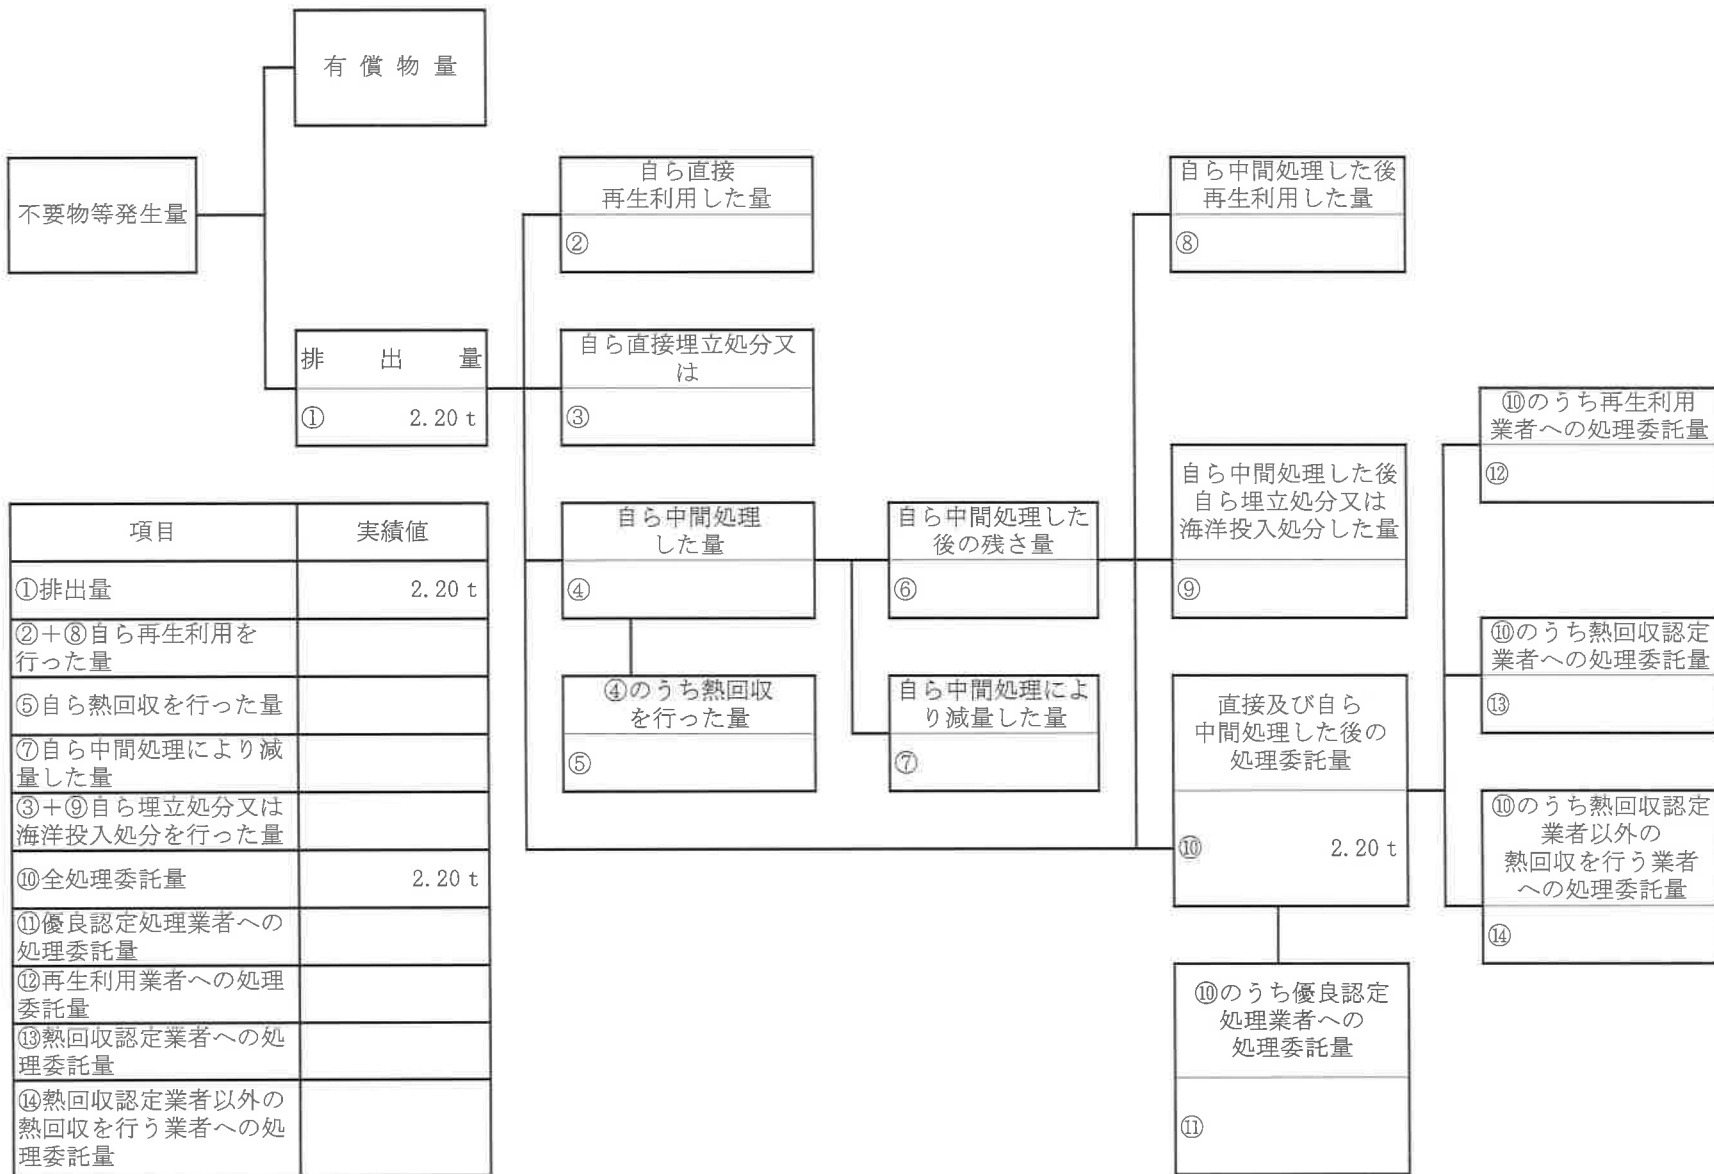 有償物量
不要物等発生量
排出量
① 2.20 t
自ら直接
再生利用した量
②
自ら直接埋立処分又
は
③
自ら中間処理
した量
④
④のうち熱回収
を行った量
⑤
自ら中間処理した
後の残さ量
⑥
自ら中間処理によ
り減量した量
⑦
自ら中間処理した後
再生利用した量
⑧
自ら中間処理した後
自ら埋立処分又は
海洋投入処分した量
⑨
直接及び自ら
中間処理した後の
処理委託量
⑩ 2.20 t
⑩のうち優良認定
処理業者への
処理委託量
⑪
⑩のうち再生利用
業者への処理委託量
⑫
⑩のうち熱回収認定
業者への処理委託量
⑬
⑩のうち熱回収認定
業者以外の
熱回収を行う業者
への処理委託量
⑭
項目 実績値
①排出量 2.20 t
②+⑧自ら再生利用を
行った量
⑤自ら熱回収を行った量
⑦自ら中間処理により減
量した量
③+⑨自ら埋立処分又は
海洋投入処分を行った量
⑩全処理委託量 2.20 t
⑪優良認定処理業者への
処理委託量
⑫再生利用業者への処理
委託量
⑬熱回収認定業者への処
理委託量
⑭熱回収認定業者以外の
熱回収を行う業者への処
理委託量